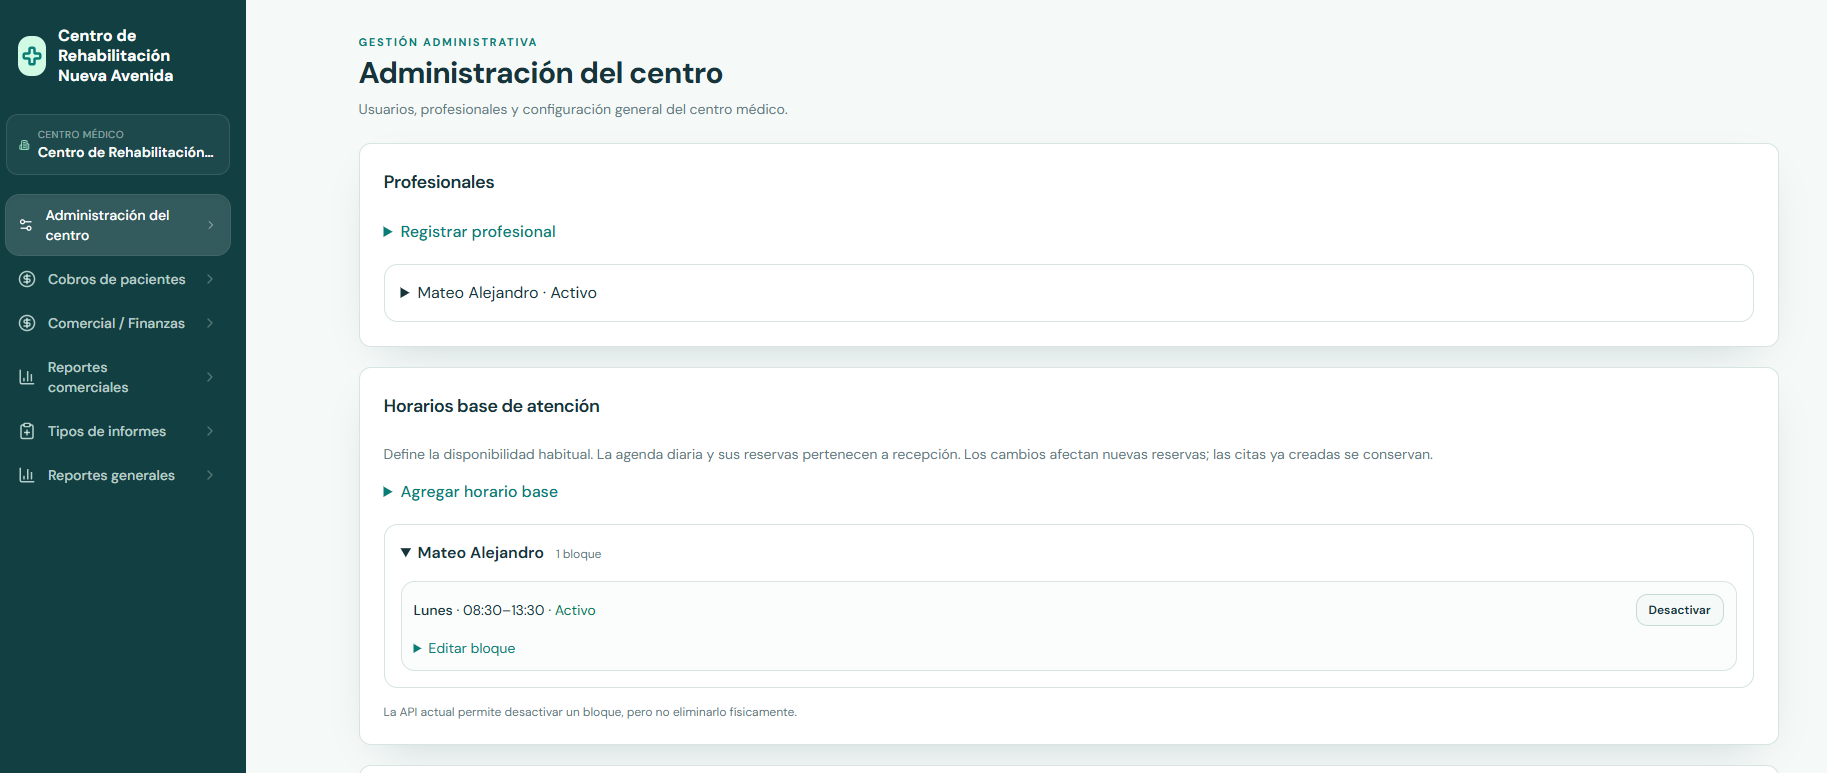 Centro de
Rehabilitación
Nueva Avenida
CENTRO MÉDICO
Centro de Rehabilitación...
Administración del
centro
Cobros de pacientes
Comercial / Finanzas
Reportes
comerciales
Tipos de informes
Reportes generales
GESTIÓN ADMINISTRATIVA
Administración del centro
Usuarios, profesionales y configuración general del centro médico.
Profesionales
Registrar profesional
Mateo Alejandro · Activo
Horarios base de atención
Define la disponibilidad habitual. La agenda diaria y sus reservas pertenecen a recepción. Los cambios afectan nuevas reservas; las citas ya creadas se conservan.
Agregar horario base
Mateo Alejandro 1 bloque
Lunes · 08:30–13:30 · Activo
Desactivar
Editar bloque
La API actual permite desactivar un bloque, pero no eliminarlo físicamente.